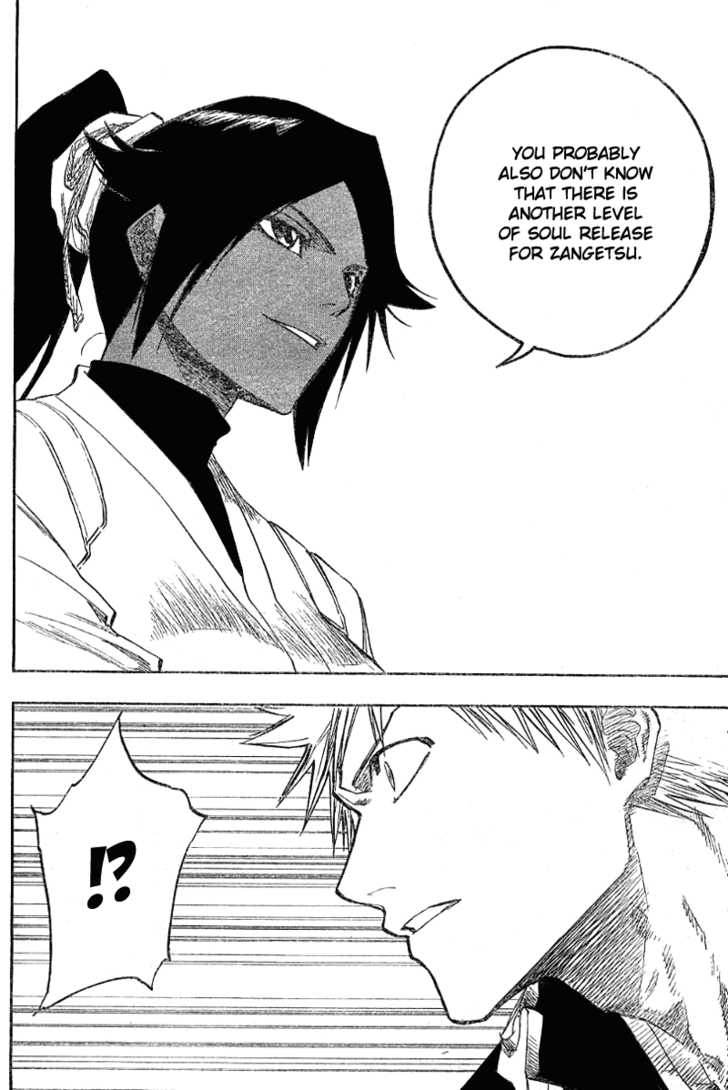 YOU PROBABLY
ALSO DON'T KNOW
THAT THERE IS
ANOTHER LEVEL
OF SOUL RELEASE
FOR ZANGETSU.
!?